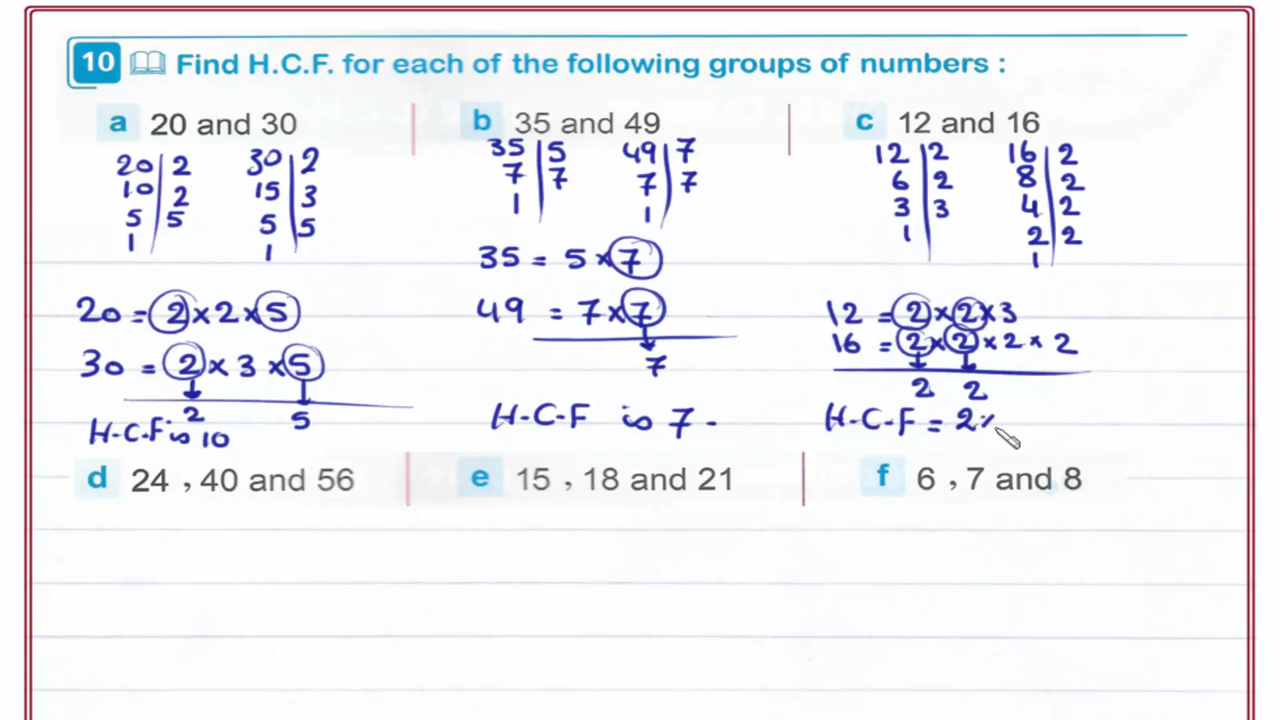 10 Find H.C.F. for each of the following groups of numbers :
a 20 and 30
20 2
10 2
5 5
1
30 2
15 3
5 5
1
20 = 2 × 2 × 5
30 = 2 × 3 × 5
2 5
H.C.F is 10
b 35 and 49
35 5
7 7
1
49 7
7 7
1
35 = 5 × 7
49 = 7 × 7
7
H.C.F is 7.
c 12 and 16
12 2
6 2
3 3
1
16 2
8 2
4 2
2 2
1
12 = 2 × 2 × 3
16 = 2 × 2 × 2 × 2
2 2
H.C.F = 2
d 24 , 40 and 56
e 15 , 18 and 21
f 6 , 7 and 8